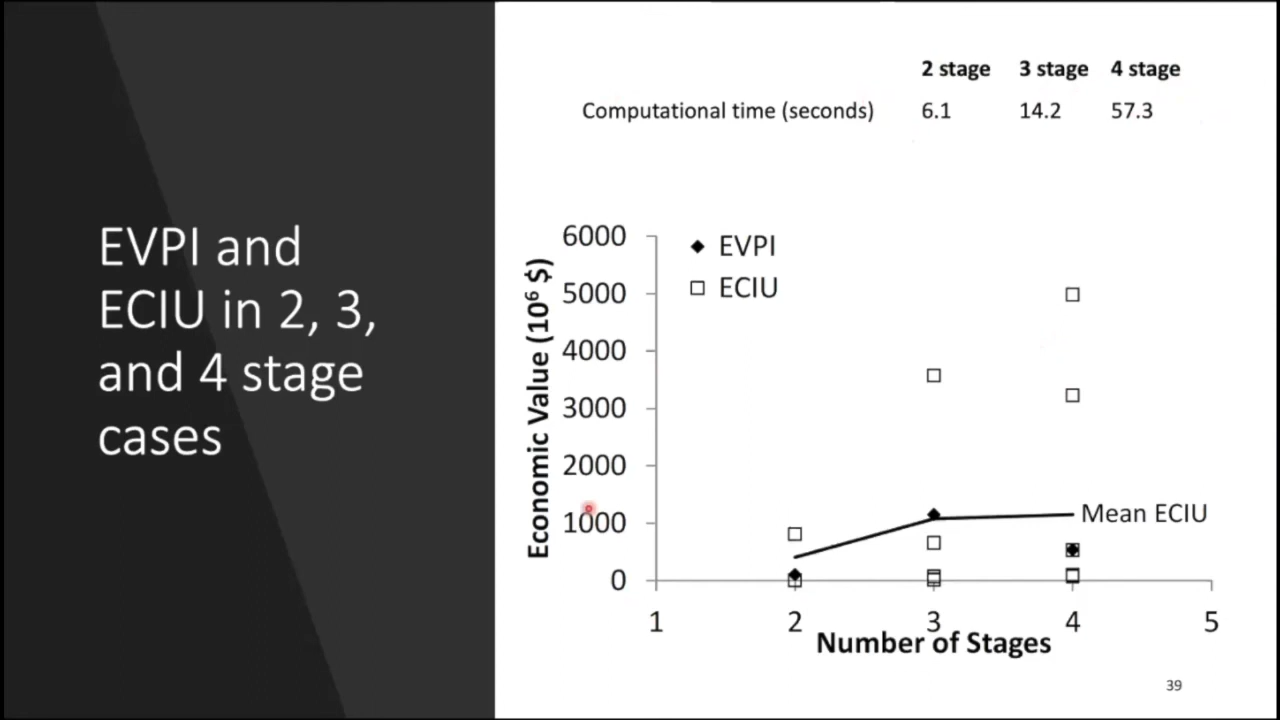 EVPI and
ECIU in 2, 3,
and 4 stage
cases
2 stage 3 stage 4 stage
Computational time (seconds) 6.1 14.2 57.3
Economic Value (10⁶ $)
6000
5000
4000
3000
2000
1000
0
EVPI
ECIU
Mean ECIU
1 2 3 4 5
Number of Stages
39